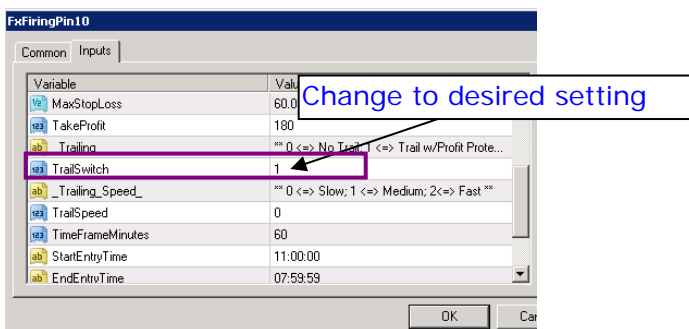 FxFiringPin10
Common Inputs
Variable
Change to desired setting
MaxStopLoss 60.0
TakeProfit 180
_Trailing_ ** 0 <=> No Trail; 1 <=> Trail w/Profit Prote...
TrailSwitch 1
_Trailing_Speed_ ** 0 <=> Slow; 1 <=> Medium; 2<=> Fast **
TrailSpeed 0
TimeFrameMinutes 60
StartEntryTime 11:00:00
EndEntryTime 07:59:59
OK